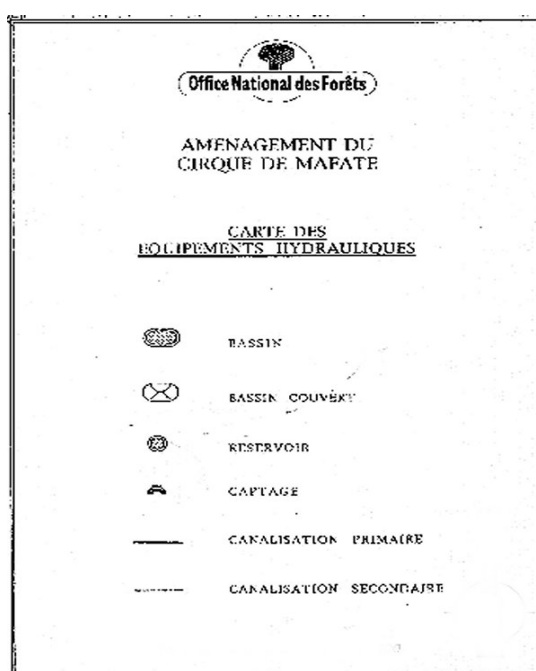 Office National des Forêts
AMENAGEMENT DU
CIRQUE DE MAFATE
CARTE DES
EQUIPEMENTS HYDRAULIQUES
BASSIN
BASSIN COUVERT
RESERVOIR
CAPTAGE
CANALISATION PRIMAIRE
CANALISATION SECONDAIRE